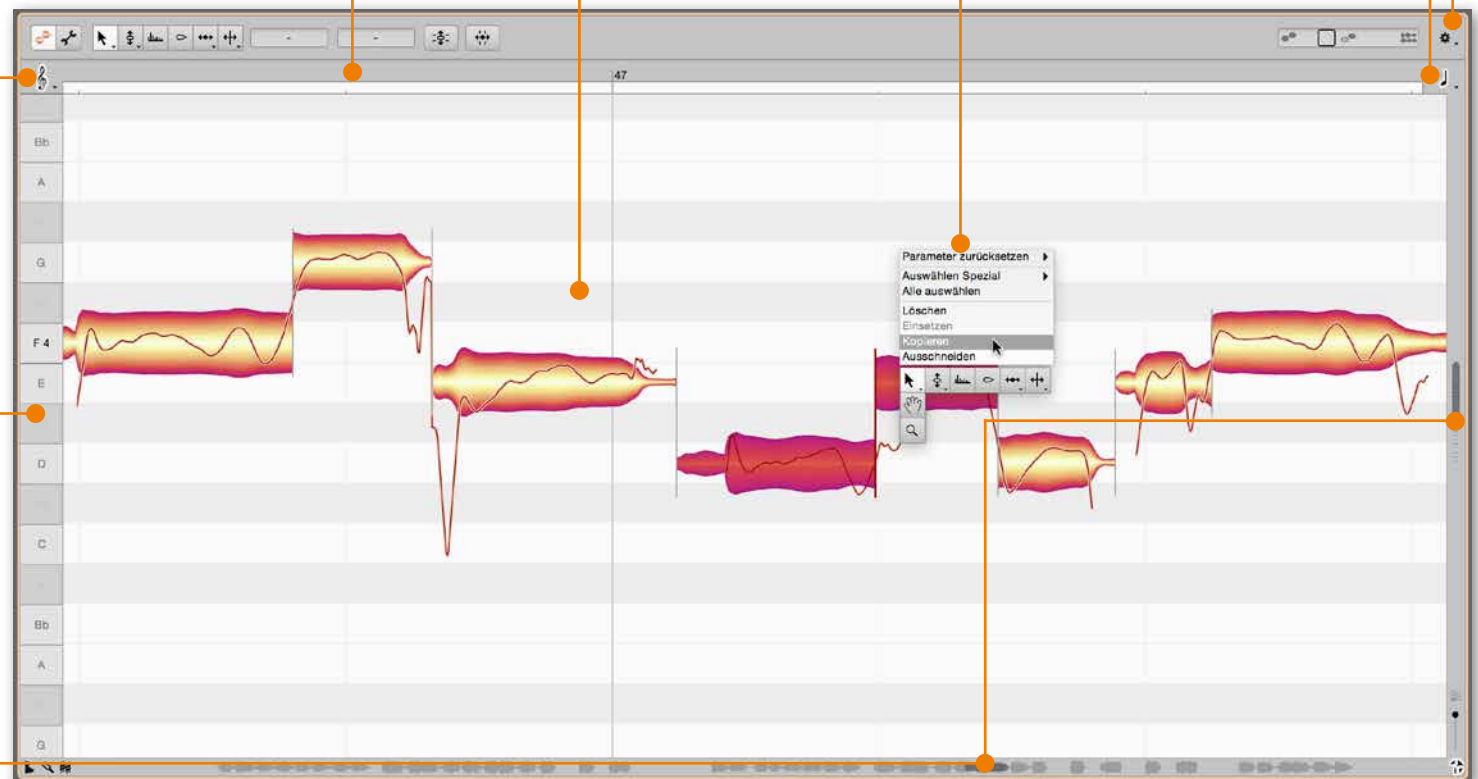 - -
47
Bb
A
G
F 4
E
D
C
Bb
A
G
Parameter zurücksetzen
Auswählen Spezial
Alle auswählen
Löschen
Einsetzen
Kopieren
Ausschneiden